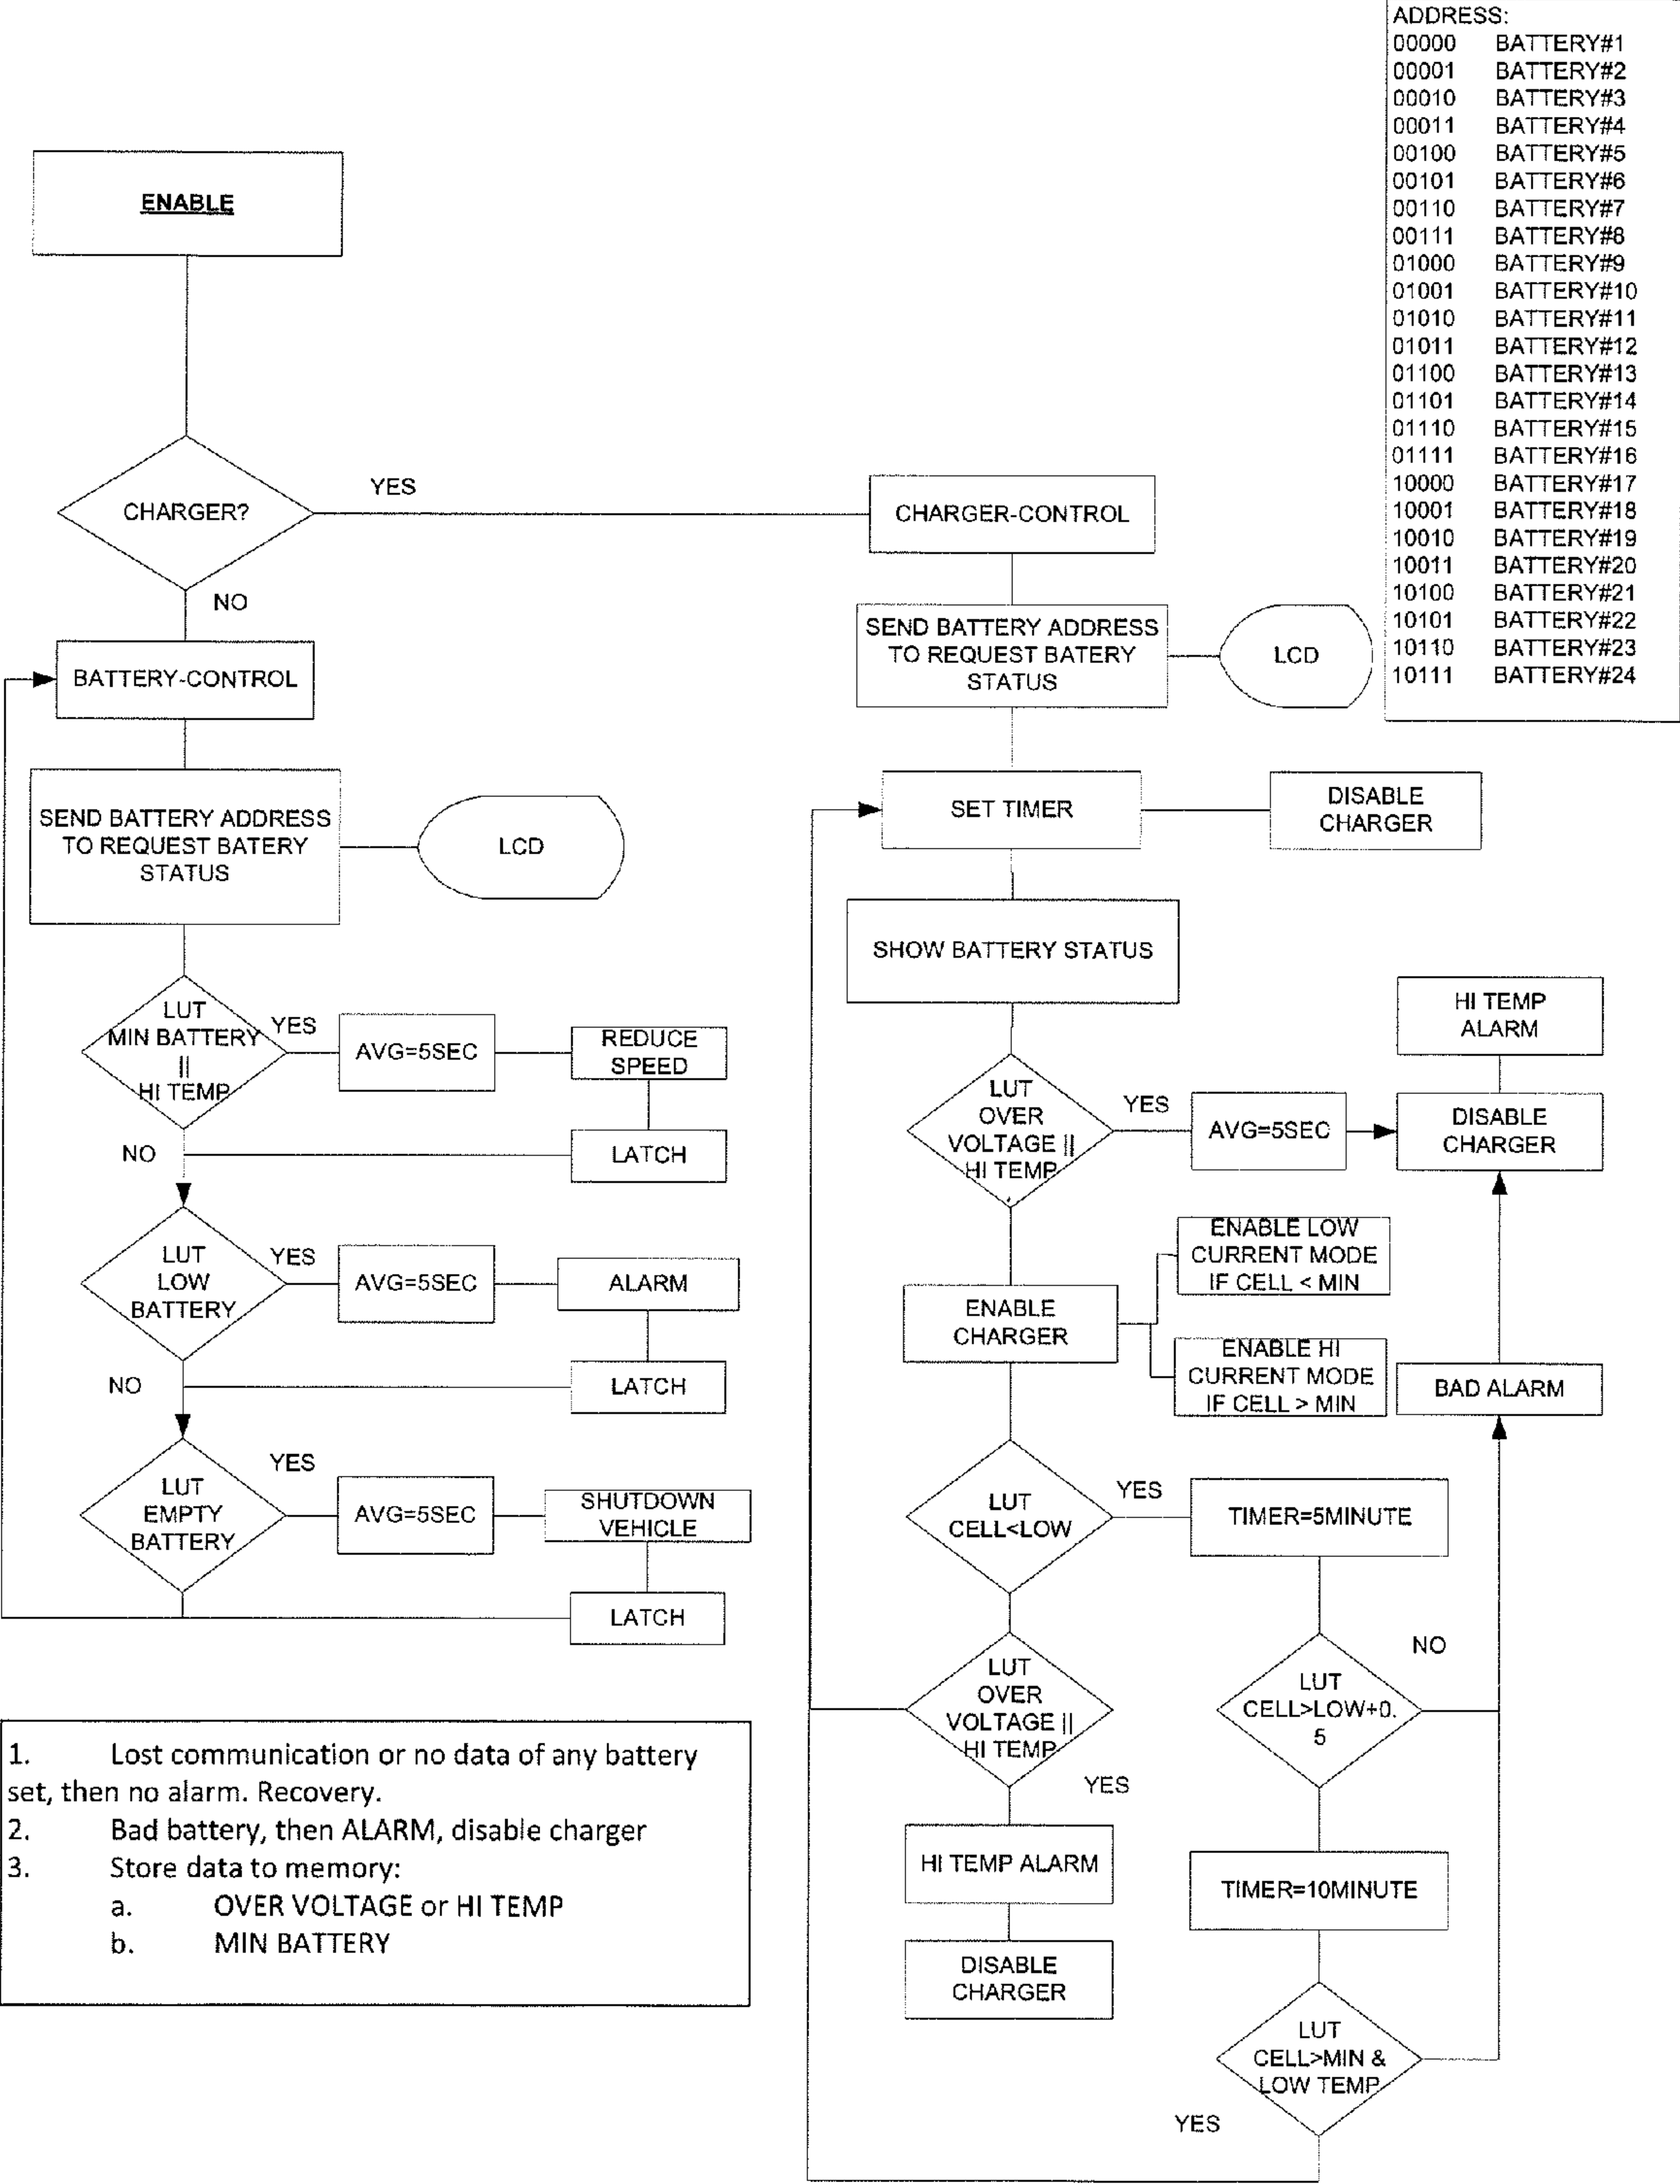 ADDRESS:
00000 BATTERY#1
00001 BATTERY#2
00010 BATTERY#3
00011 BATTERY#4
00100 BATTERY#5
00101 BATTERY#6
00110 BATTERY#7
00111 BATTERY#8
01000 BATTERY#9
01001 BATTERY#10
01010 BATTERY#11
01011 BATTERY#12
01100 BATTERY#13
01101 BATTERY#14
01110 BATTERY#15
01111 BATTERY#16
10000 BATTERY#17
10001 BATTERY#18
10010 BATTERY#19
10011 BATTERY#20
10100 BATTERY#21
10101 BATTERY#22
10110 BATTERY#23
10111 BATTERY#24
ENABLE
CHARGER?
YES
NO
BATTERY-CONTROL
SEND BATTERY ADDRESS
TO REQUEST BATERY
STATUS
LCD
LUT
MIN BATTERY
||
HI TEMP
YES
AVG=5SEC
REDUCE
SPEED
LATCH
NO
LUT
LOW
BATTERY
YES
AVG=5SEC
ALARM
LATCH
NO
LUT
EMPTY
BATTERY
YES
AVG=5SEC
SHUTDOWN
VEHICLE
LATCH
CHARGER-CONTROL
SEND BATTERY ADDRESS
TO REQUEST BATERY
STATUS
LCD
SET TIMER
DISABLE
CHARGER
SHOW BATTERY STATUS
LUT
OVER
VOLTAGE ||
HI TEMP
YES
AVG=5SEC
DISABLE
CHARGER
HI TEMP
ALARM
ENABLE
CHARGER
ENABLE LOW
CURRENT MODE
IF CELL < MIN
ENABLE HI
CURRENT MODE
IF CELL > MIN
BAD ALARM
LUT
CELL<LOW
YES
TIMER=5MINUTE
LUT
CELL>LOW+0.
5
NO
TIMER=10MINUTE
LUT
CELL>MIN &
LOW TEMP
YES
LUT
OVER
VOLTAGE ||
HI TEMP
YES
HI TEMP ALARM
DISABLE
CHARGER
1. Lost communication or no data of any battery
set, then no alarm. Recovery.
2. Bad battery, then ALARM, disable charger
3. Store data to memory:
a. OVER VOLTAGE or HI TEMP
b. MIN BATTERY